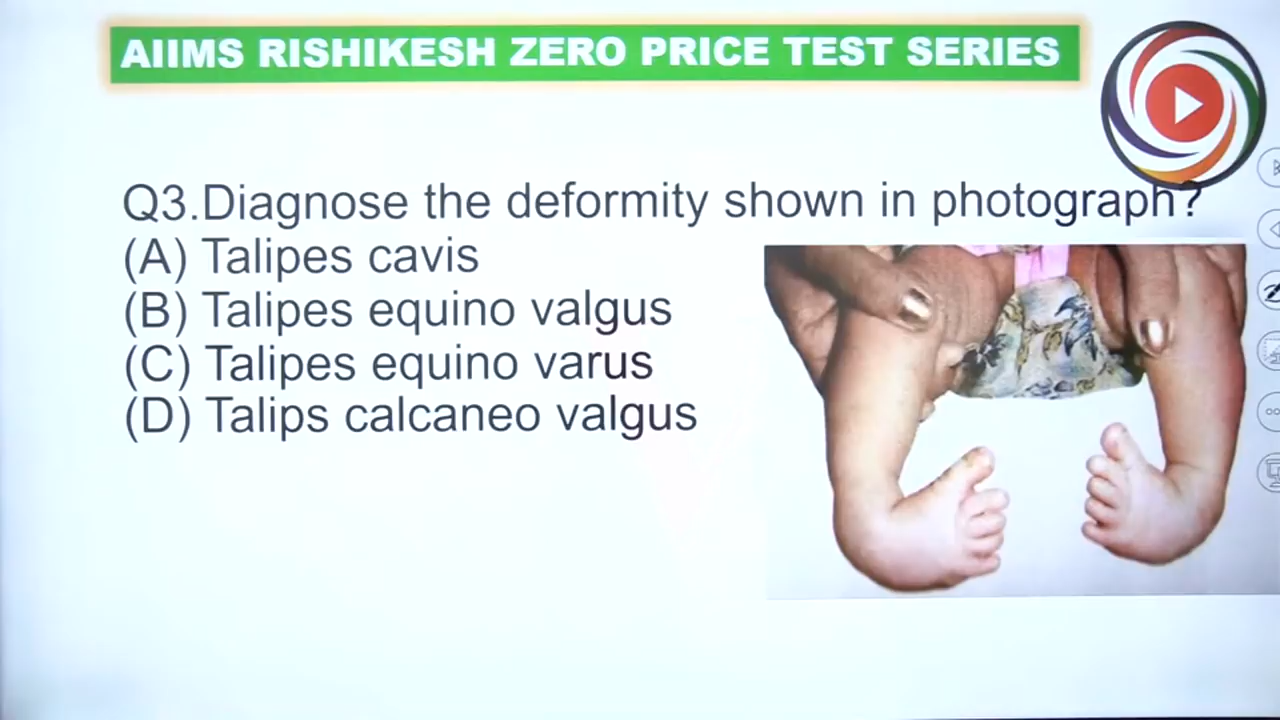 AIIMS RISHIKESH ZERO PRICE TEST SERIES
Q3.Diagnose the deformity shown in photograph?
(A) Talipes cavis
(B) Talipes equino valgus
(C) Talipes equino varus
(D) Talips calcaneo valgus